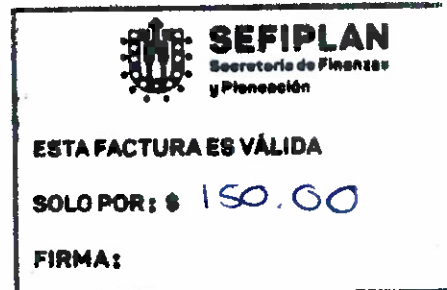 SEFIPLAN
Secretaría de Finanzas
y Planeación
ESTA FACTURA ES VÁLIDA
SOLO POR: $ 150.00
FIRMA: